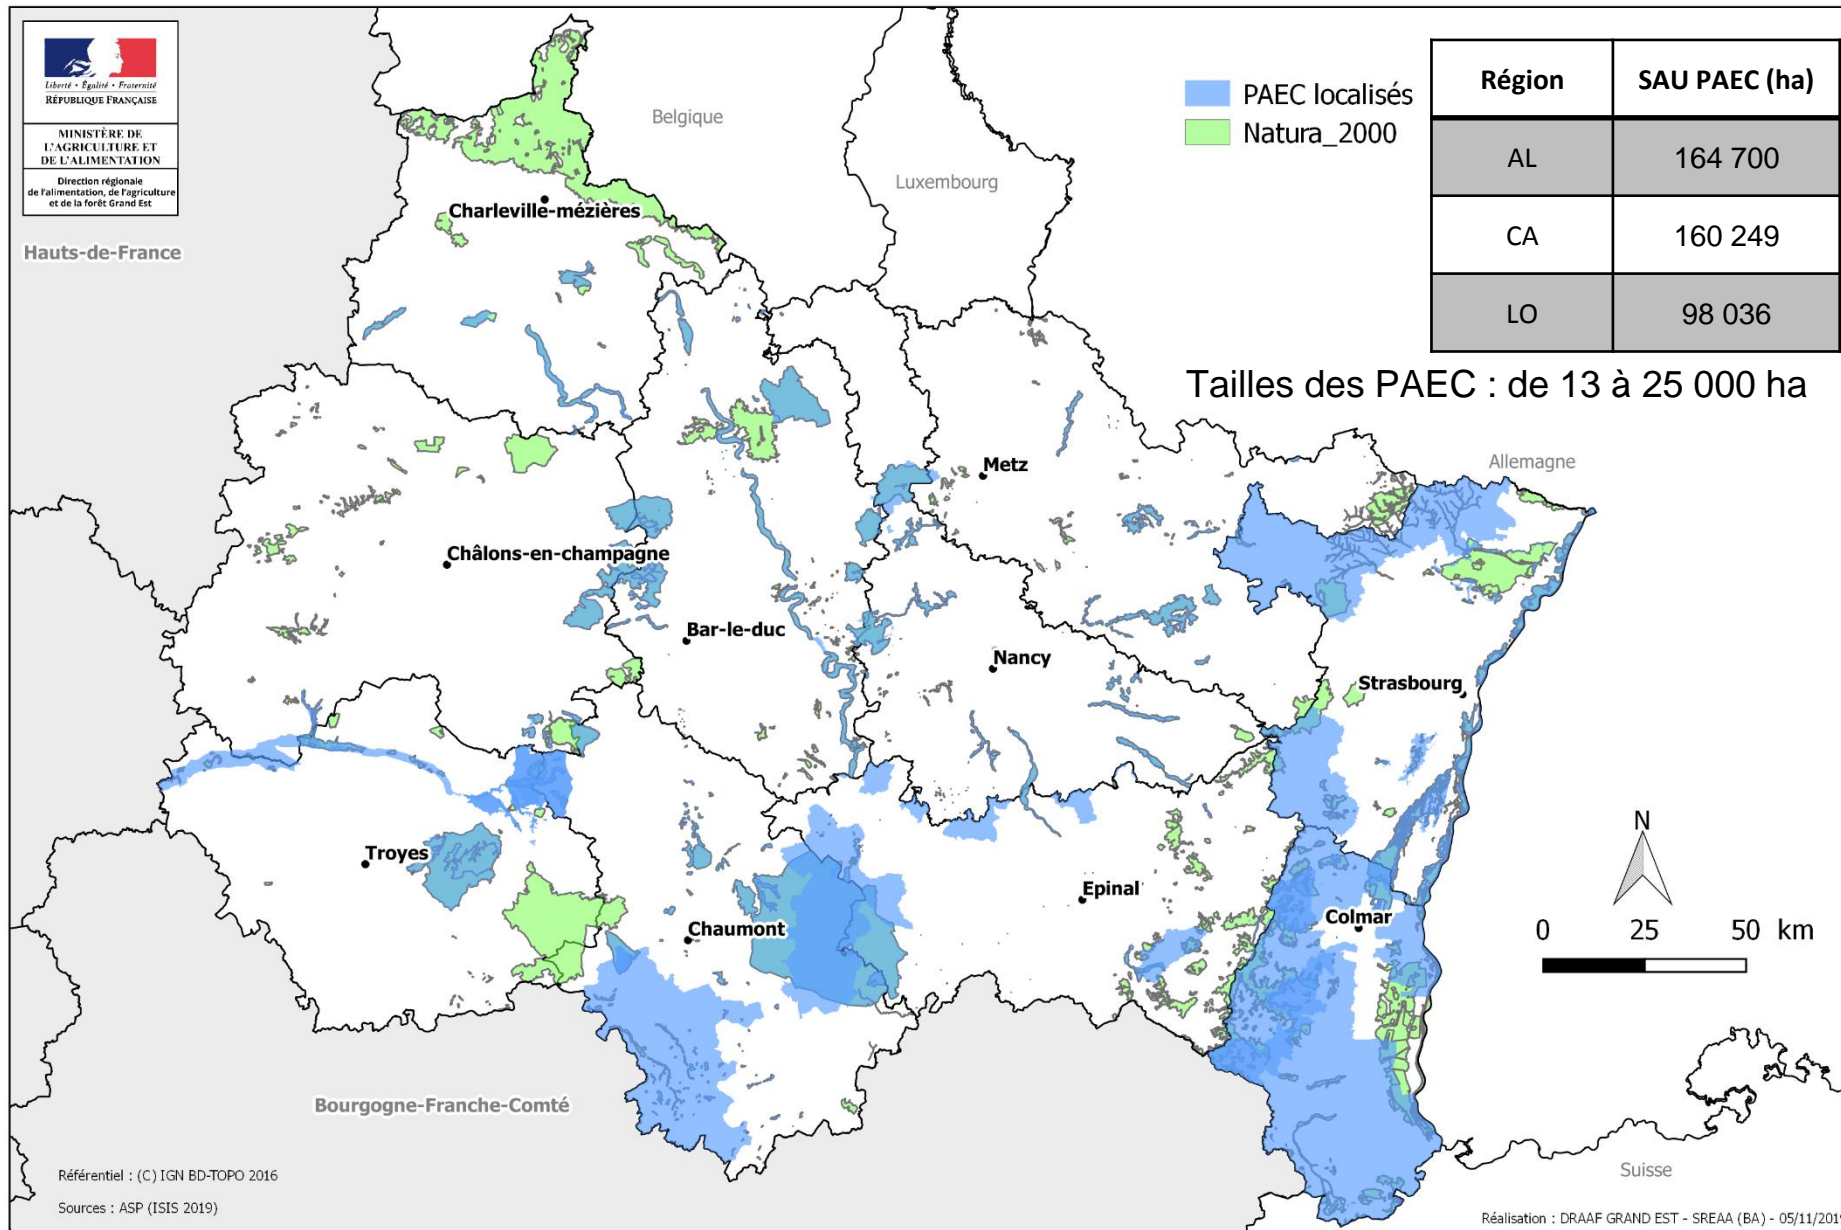 Liberté • Égalité • Fraternité
RÉPUBLIQUE FRANÇAISE
MINISTÈRE DE
L'AGRICULTURE ET
DE L'ALIMENTATION
Direction régionale
de l'alimentation, de l'agriculture
et de la forêt Grand Est
PAEC localisés
Natura_2000
Région SAU PAEC (ha)
AL 164 700
CA 160 249
LO 98 036
Tailles des PAEC : de 13 à 25 000 ha
Belgique
Luxembourg
Hauts-de-France
Charleville-mézières
Metz
Allemagne
Châlons-en-champagne
Bar-le-duc
Nancy
Strasbourg
Troyes
Epinal
Chaumont
Colmar
N
0 25 50 km
Bourgogne-Franche-Comté
Suisse
Référentiel : (C) IGN BD-TOPO 2016
Sources : ASP (ISIS 2019)
Réalisation : DRAAF GRAND EST - SREAA (BA) - 05/11/2019